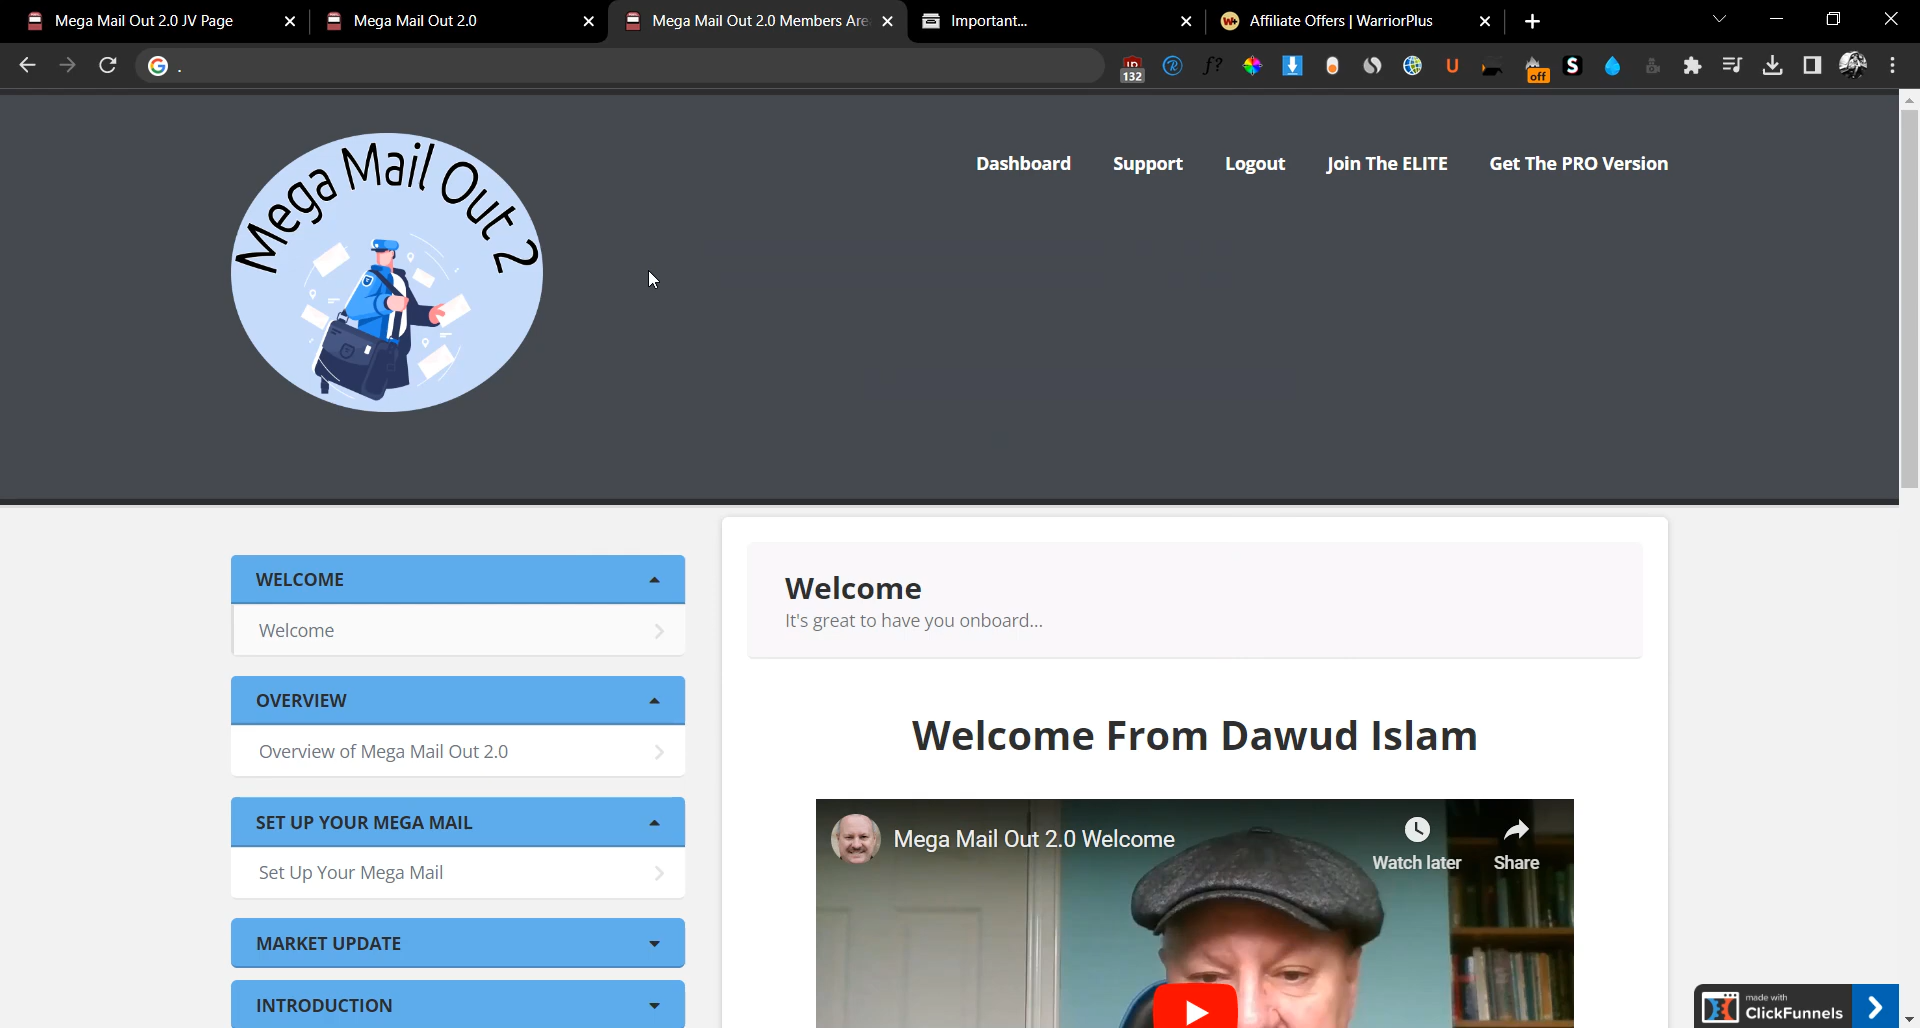 Mega Mail Out 2.0 JV Page
Mega Mail Out 2.0
Mega Mail Out 2.0 Members Are
Important...
Affiliate Offers | WarriorPlus
.
132
f?
U
off
S
Mega Mail Out 2
Dashboard
Support
Logout
Join The ELITE
Get The PRO Version
WELCOME
Welcome
OVERVIEW
Overview of Mega Mail Out 2.0
SET UP YOUR MEGA MAIL
Set Up Your Mega Mail
MARKET UPDATE
INTRODUCTION
Welcome
It's great to have you onboard...
Welcome From Dawud Islam
Mega Mail Out 2.0 Welcome
Watch later
Share
made with
ClickFunnels